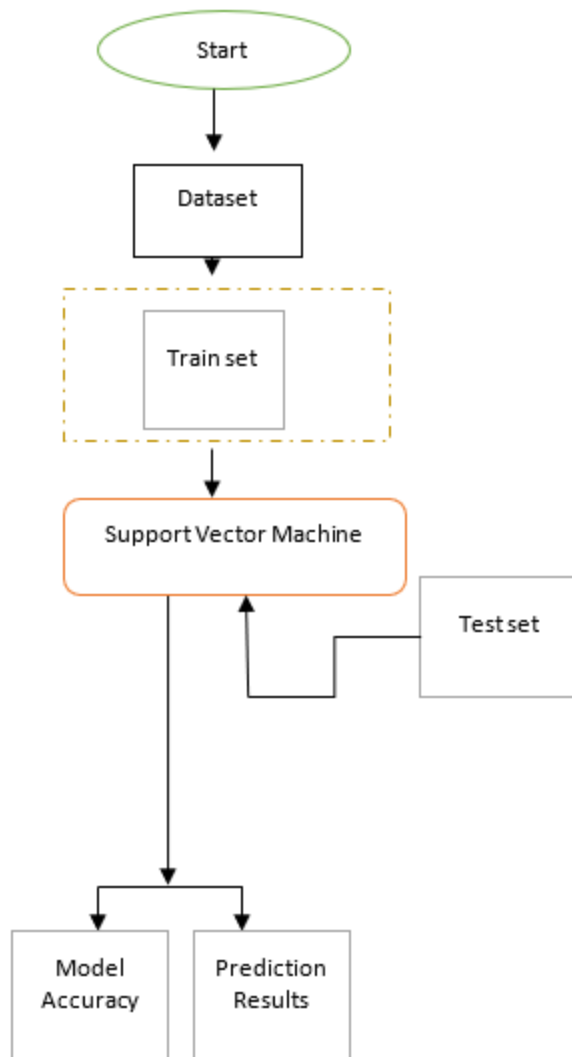 Start
Dataset
Train set
Support Vector Machine
Test set
Model
Accuracy
Prediction
Results